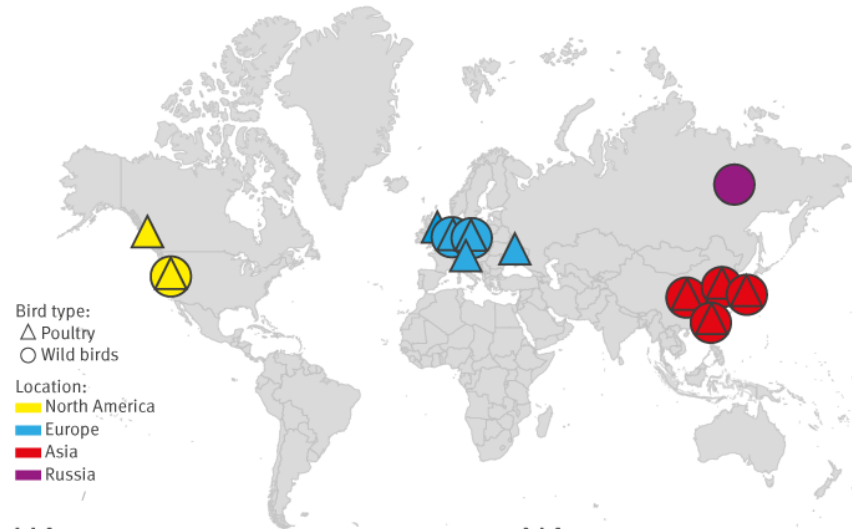 Bird type:
Poultry
Wild birds
Location:
North America
Europe
Asia
Russia